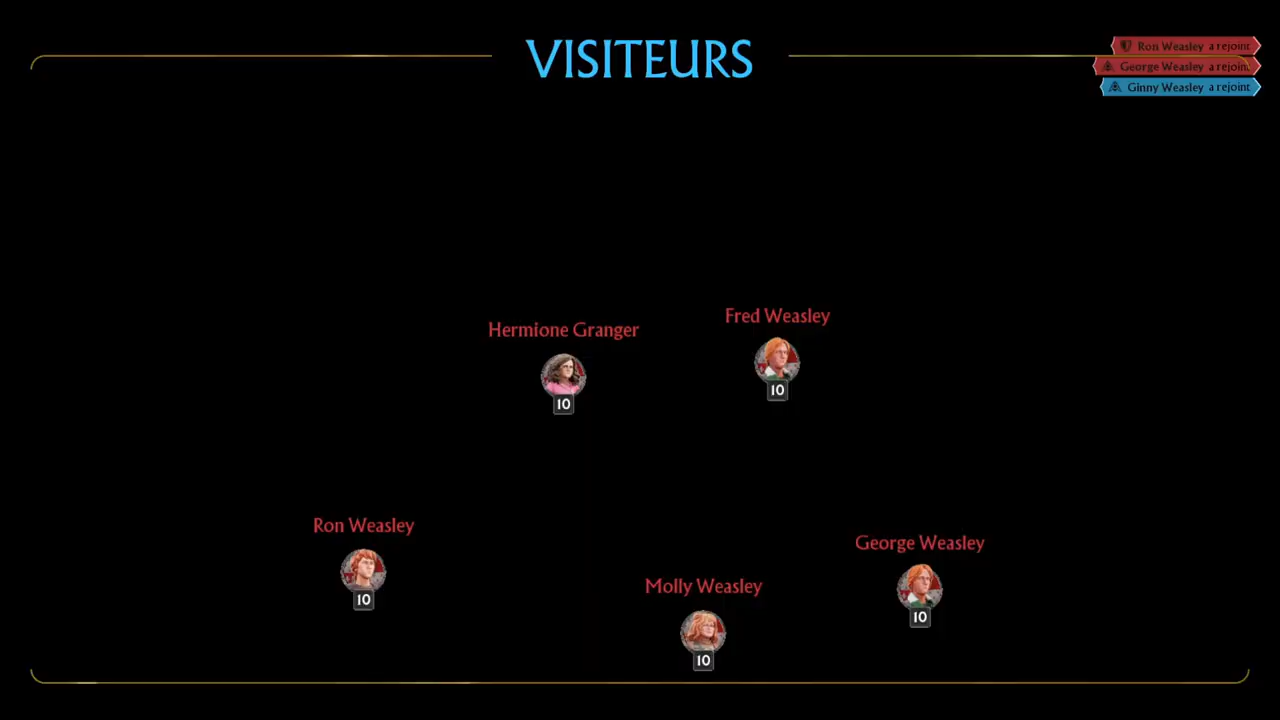 VISITEURS
Ron Weasley a rejoint
George Weasley a rejoint
Ginny Weasley a rejoint
Fred Weasley
Hermione Granger
10
10
Ron Weasley
George Weasley
Molly Weasley
10
10
10